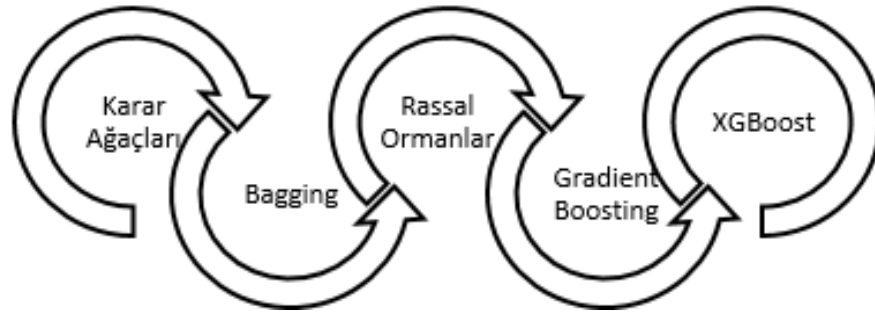 Karar
Ağaçları
Bagging
Rassal
Ormanlar
Gradient
Boosting
XGBoost